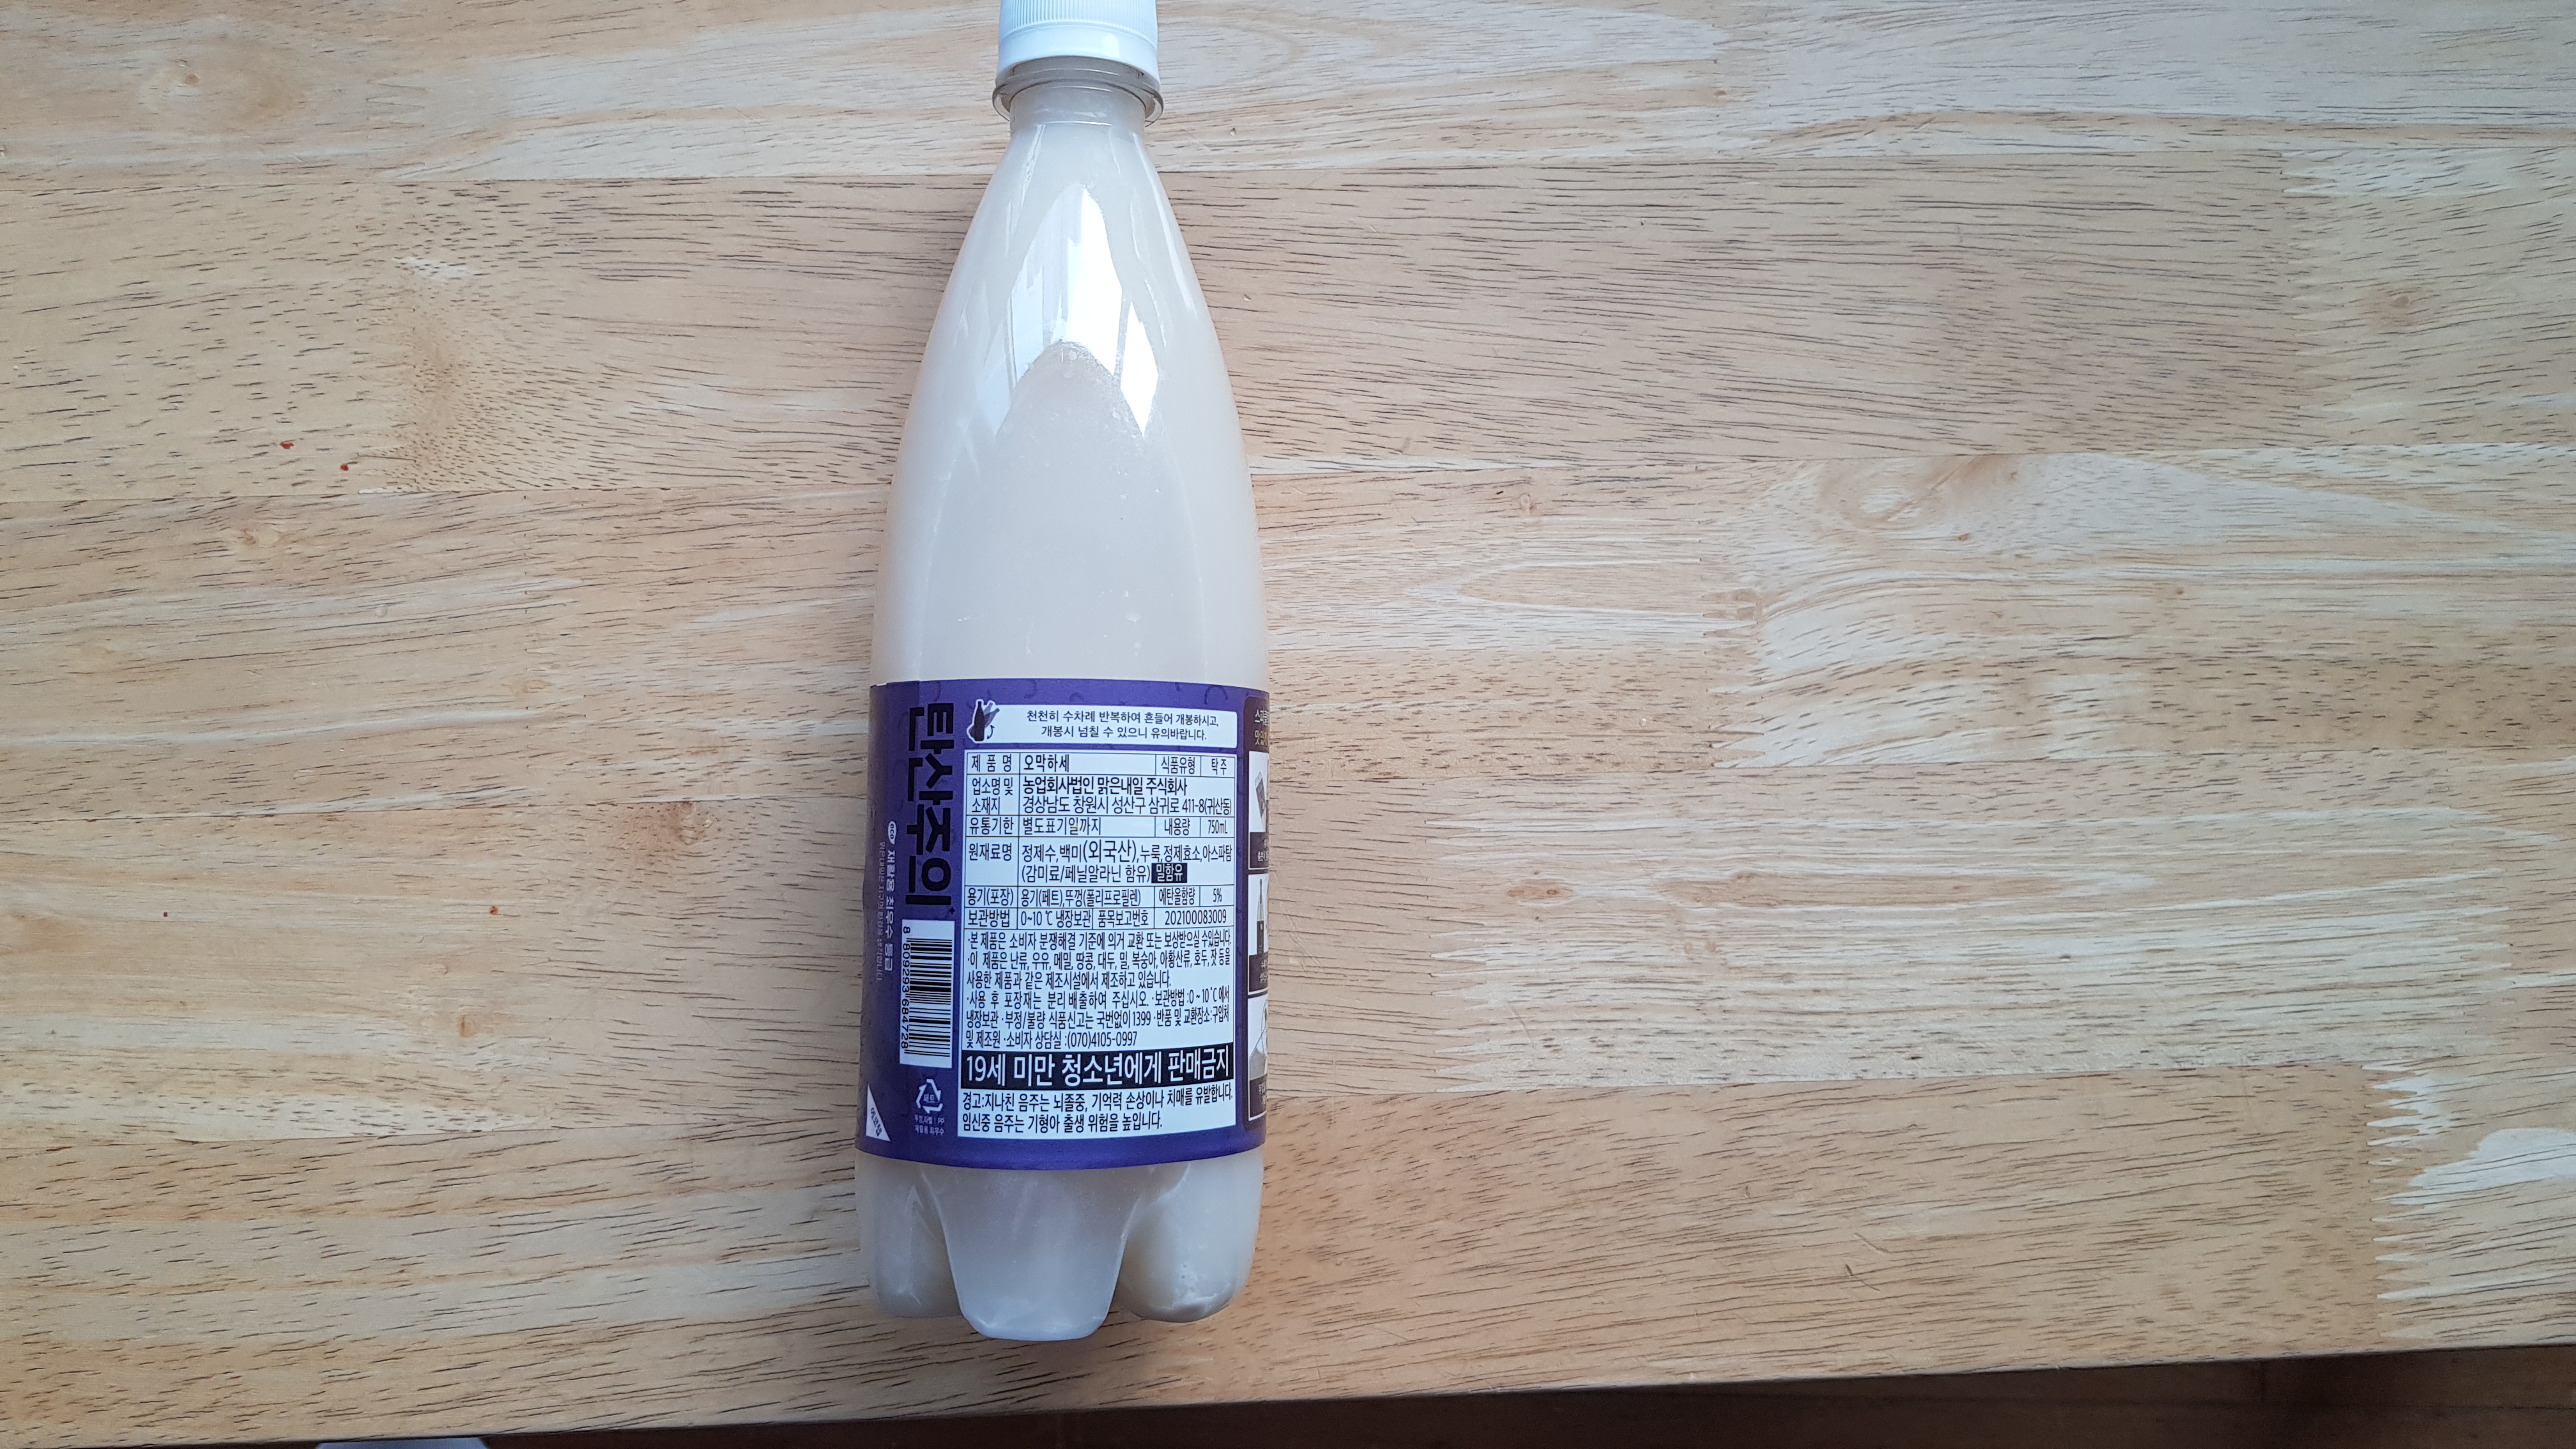 탄산주의
천천히 수차례 반복하여 흔들어 개봉하시고,
개봉시 넘칠 수 있으니 유의바랍니다.
제 품 명 오막하세 식품유형 탁주
업소명 및 농업회사법인 맑은내일 주식회사
소재지 경상남도 창원시 성산구 삼귀로 411-8(귀산동)
유통기한 별도표기일까지 내용량 750mL
원재료명 정제수,백미(외국산),누룩,정제효소,아스파탐
(감미료/페닐알라닌 함유) 밀함유
용기(포장) 용기(페트),뚜껑(폴리프로필렌) 에탄올함량 5%
보관방법 0~10℃ 냉장보관 품목보고번호 202100083009
·본 제품은 소비자 분쟁해결 기준에 의거 교환 또는 보상받으실 수있습니다.
·이 제품은 난류, 우유, 메밀, 땅콩, 대두, 밀, 복숭아, 아황산류, 호두, 잣 등을
사용한 제품과 같은 제조시설에서 제조하고 있습니다.
·사용 후 포장재는 분리 배출하여 주십시오. ·보관방법 :0~10℃에서
냉장보관 ·부정/불량 식품신고는 국번없이 1399 ·반품 및 교환장소:구입처
및 제조원 ·소비자 상담실 :(070)4105-0997
19세 미만 청소년에게 판매금지
경고:지나친 음주는 뇌졸중, 기억력 손상이나 치매를 유발합니다.
임신중 음주는 기형아 출생 위험을 높입니다.
eco 재활용 최우수 등급
8 809293 684728
페트